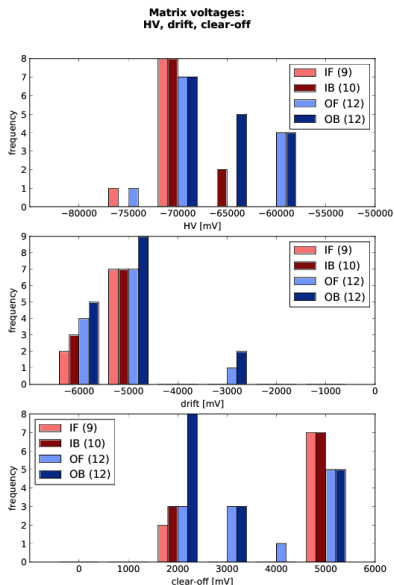 Matrix voltages:
HV, drift, clear-off
8
7
6
5
4
3
2
1
0
frequency
IF (9)
IB (10)
OF (12)
OB (12)
−80000 −75000 −70000 −65000 −60000 −55000 −50000
HV [mV]
9
8
7
6
5
4
3
2
1
0
frequency
IF (9)
IB (10)
OF (12)
OB (12)
−6000 −5000 −4000 −3000 −2000 −1000 0
drift [mV]
8
7
6
5
4
3
2
1
0
frequency
IF (9)
IB (10)
OF (12)
OB (12)
0 1000 2000 3000 4000 5000 6000
clear-off [mV]